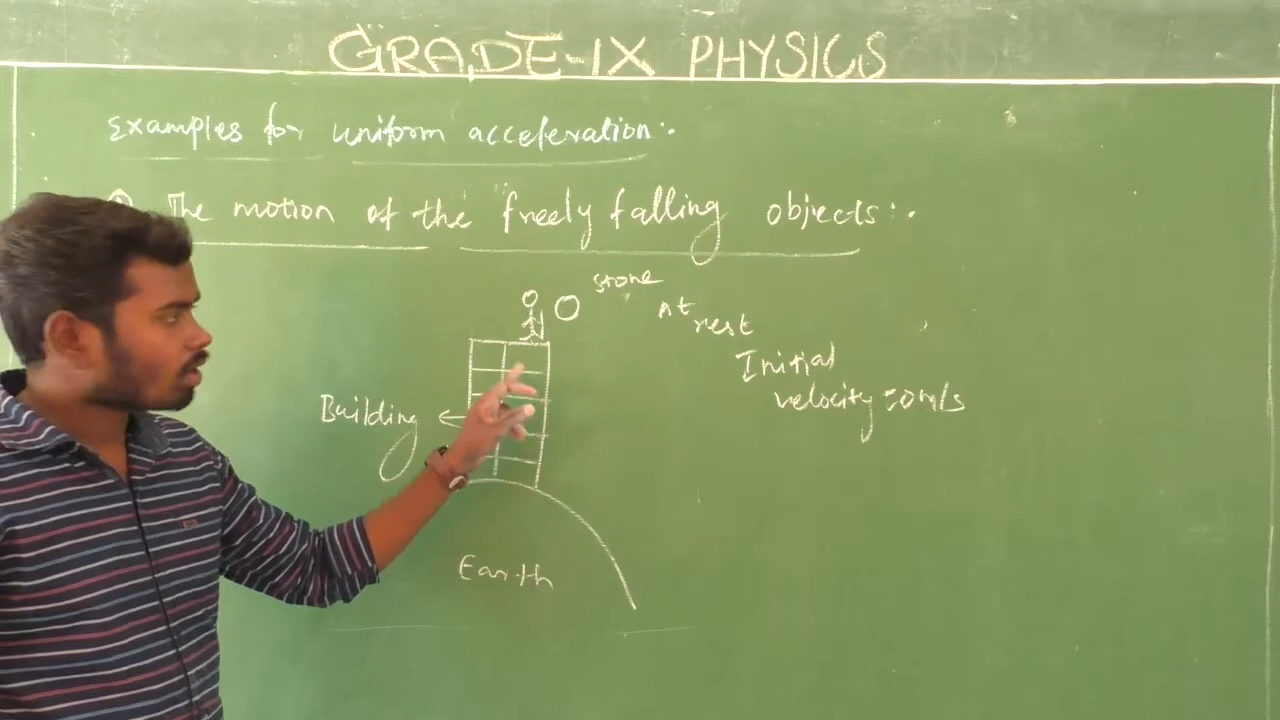 GRADE-IX PHYSICS
Examples for uniform acceleration:.
The motion of the freely falling objects:.
stone
At rest
Initial
velocity = 0 m/s
Building
Earth